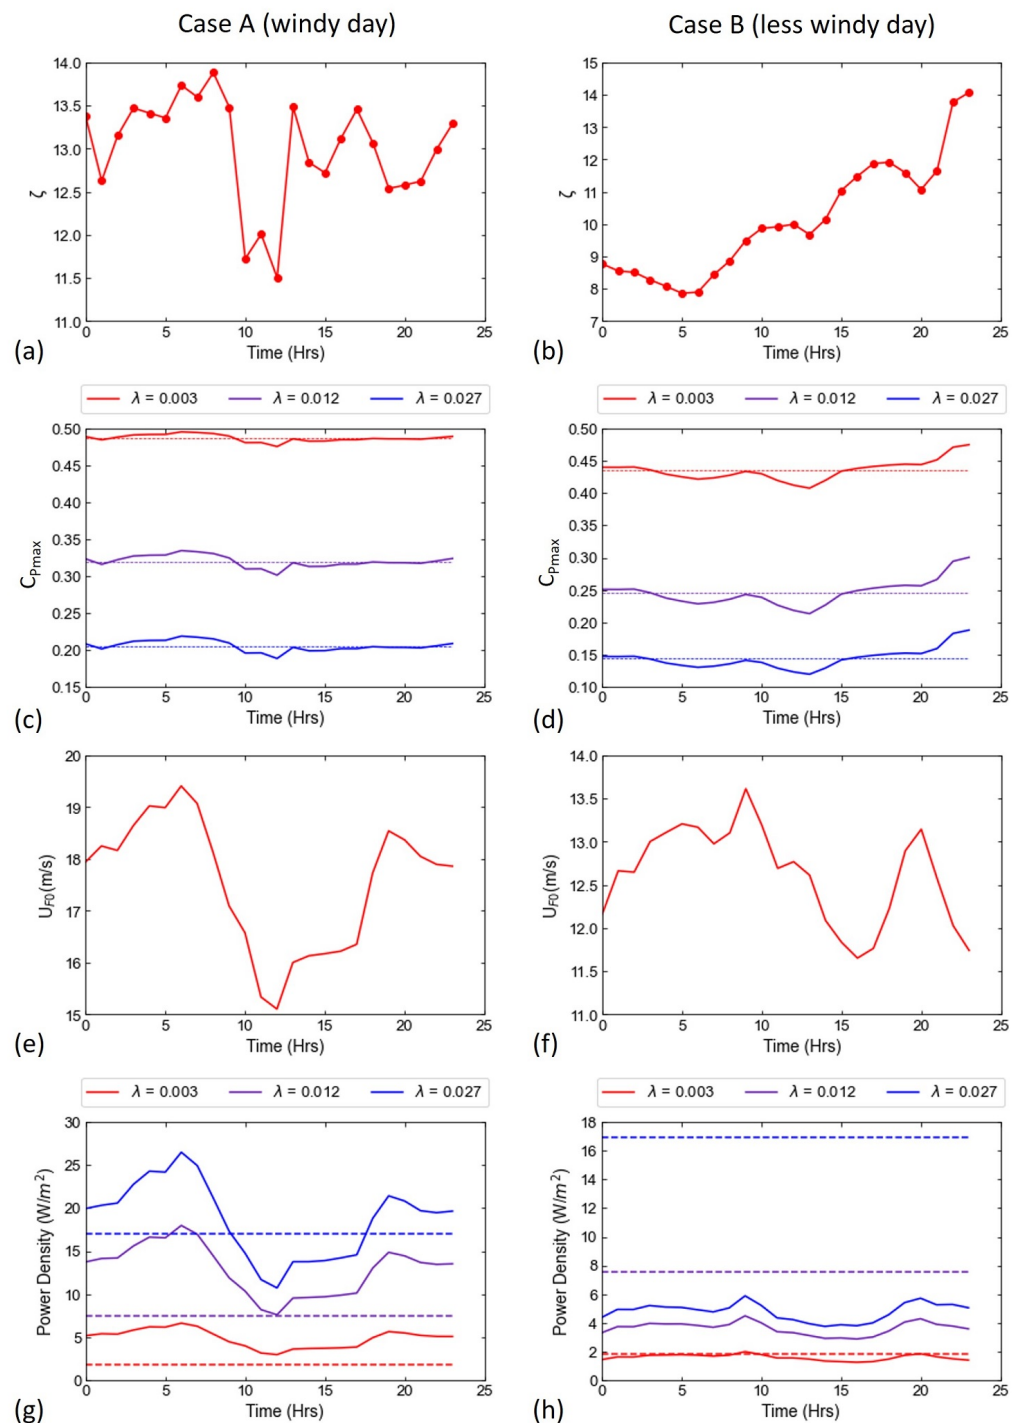 Case A (windy day)
Case B (less windy day)
14.0
13.5
13.0
12.5
12.0
11.5
11.0
ζ
0 5 10 15 20 25
Time (Hrs)
(a)
15
14
13
12
11
10
9
8
7
ζ
0 5 10 15 20 25
Time (Hrs)
(b)
λ = 0.003 λ = 0.012 λ = 0.027
0.50
0.45
0.40
0.35
0.30
0.25
0.20
0.15
CPmax
0 5 10 15 20 25
Time (Hrs)
(c)
λ = 0.003 λ = 0.012 λ = 0.027
0.50
0.45
0.40
0.35
0.30
0.25
0.20
0.15
0.10
CPmax
0 5 10 15 20 25
Time (Hrs)
(d)
20
19
18
17
16
15
UF0(m/s)
0 5 10 15 20 25
Time (Hrs)
(e)
14.0
13.5
13.0
12.5
12.0
11.5
11.0
UF0(m/s)
0 5 10 15 20 25
Time (Hrs)
(f)
λ = 0.003 λ = 0.012 λ = 0.027
30
25
20
15
10
5
0
Power Density (W/m²)
0 5 10 15 20 25
Time (Hrs)
(g)
λ = 0.003 λ = 0.012 λ = 0.027
18
16
14
12
10
8
6
4
2
0
Power Density (W/m²)
0 5 10 15 20 25
Time (Hrs)
(h)